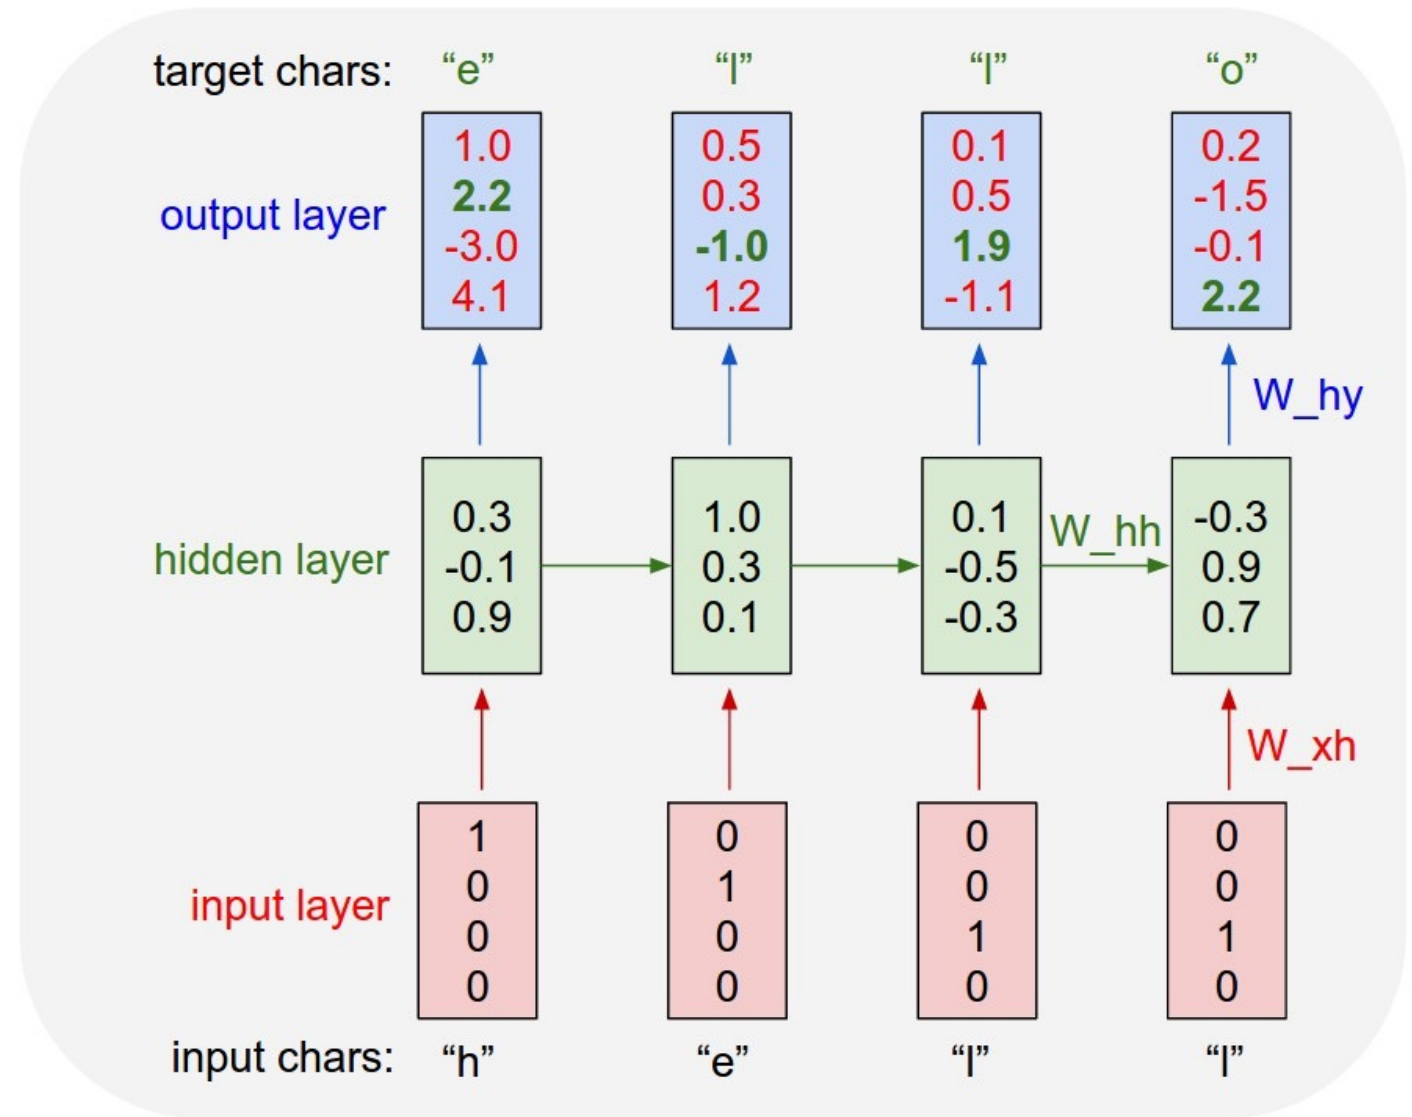 target chars: “e” “l” “l” “o”
1.0 0.5 0.1 0.2
2.2 0.3 0.5 -1.5
output layer
-3.0 -1.0 1.9 -0.1
4.1 1.2 -1.1 2.2
W_hy
0.3 1.0 0.1 -0.3
W_hh
hidden layer -0.1 0.3 -0.5 0.9
0.9 0.1 -0.3 0.7
W_xh
1 0 0 0
0 1 0 0
input layer
0 0 1 1
0 0 0 0
input chars: “h” “e” “l” “l”